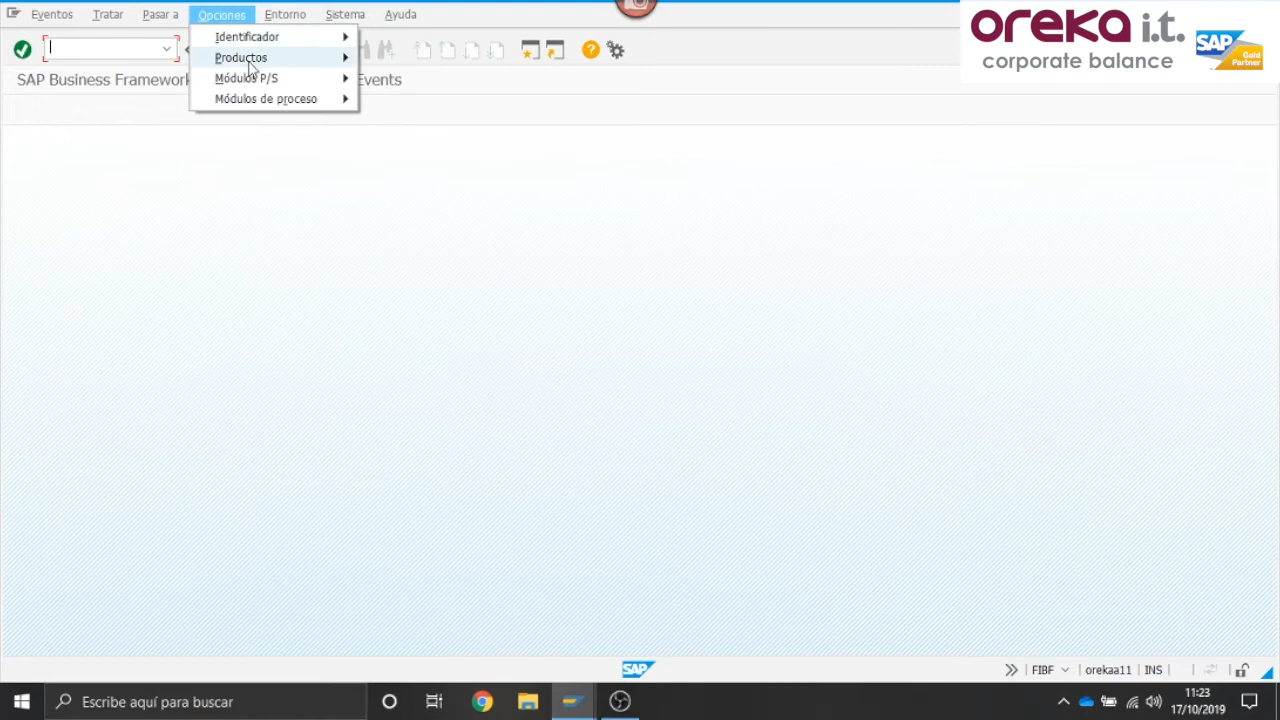 Eventos Tratar Pasar a Opciones Entorno Sistema Ayuda
Identificador
Productos
Módulos P/S
Módulos de proceso
SAP Business Framework
Events
oreka i.t.
corporate balance
SAP Gold Partner
SAP
FIBF orekaa11 INS
Escribe aquí para buscar
11:23
17/10/2019